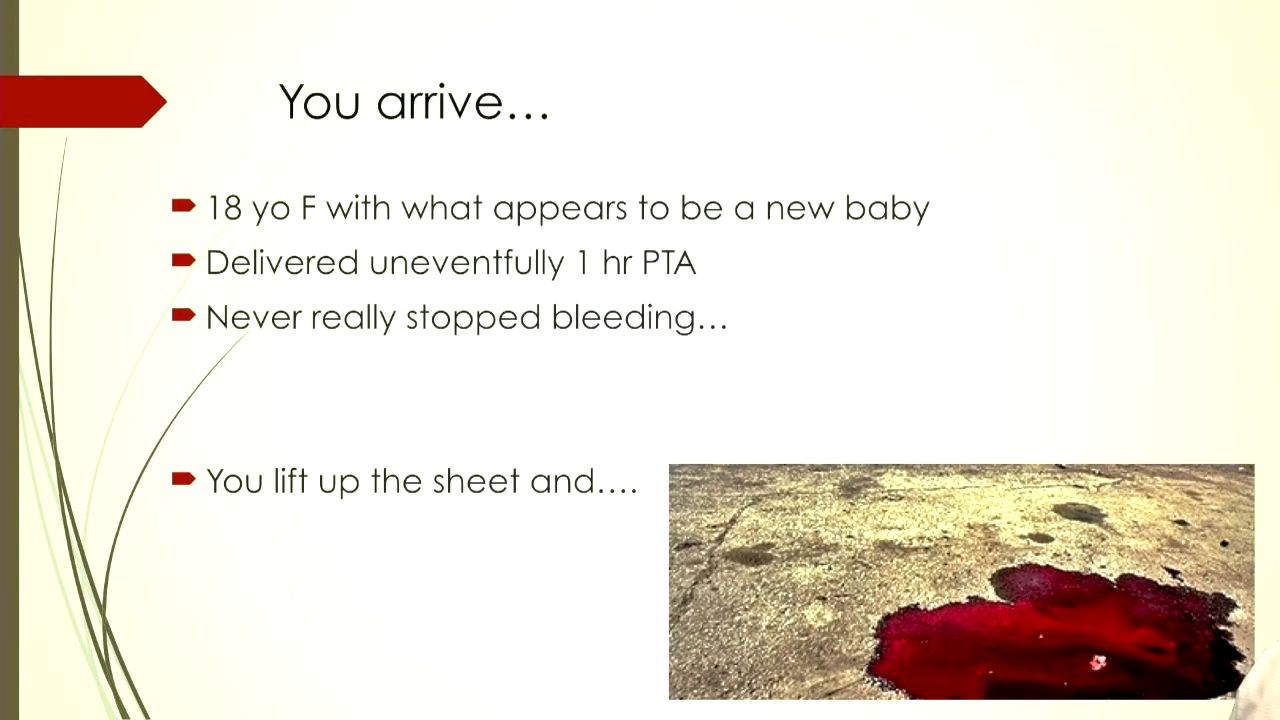 You arrive…
18 yo F with what appears to be a new baby
Delivered uneventfully 1 hr PTA
Never really stopped bleeding…
You lift up the sheet and….